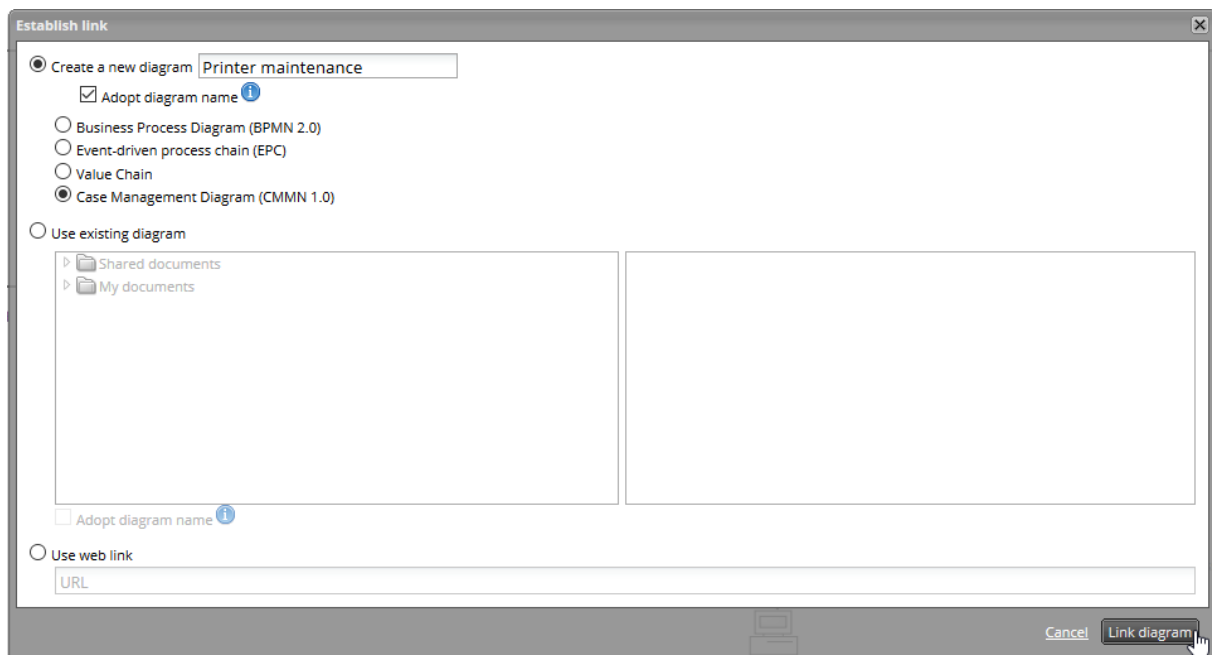 Establish link
Create a new diagram Printer maintenance
Adopt diagram name
Business Process Diagram (BPMN 2.0)
Event-driven process chain (EPC)
Value Chain
Case Management Diagram (CMMN 1.0)
Use existing diagram
Shared documents
My documents
Adopt diagram name
Use web link
URL
Cancel Link diagram